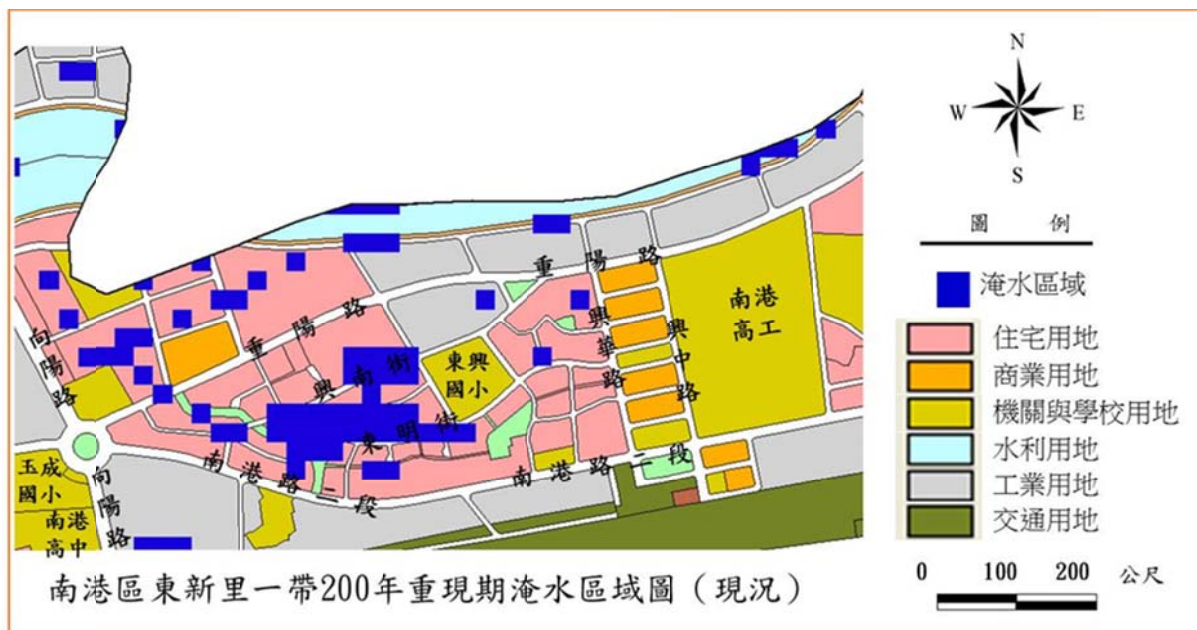 N
W E
S
圖 例
淹水區域
住宅用地
商業用地
機關與學校用地
水利用地
工業用地
交通用地
0 100 200 公尺
重陽路
重陽路
向陽路
向陽路
興南街
東明街
東興
國小
興華路
興中路
南港
高工
南港路二段
南港路二段
玉成
國小
南港
高中
南港區東新里一帶200年重現期淹水區域圖（現況）